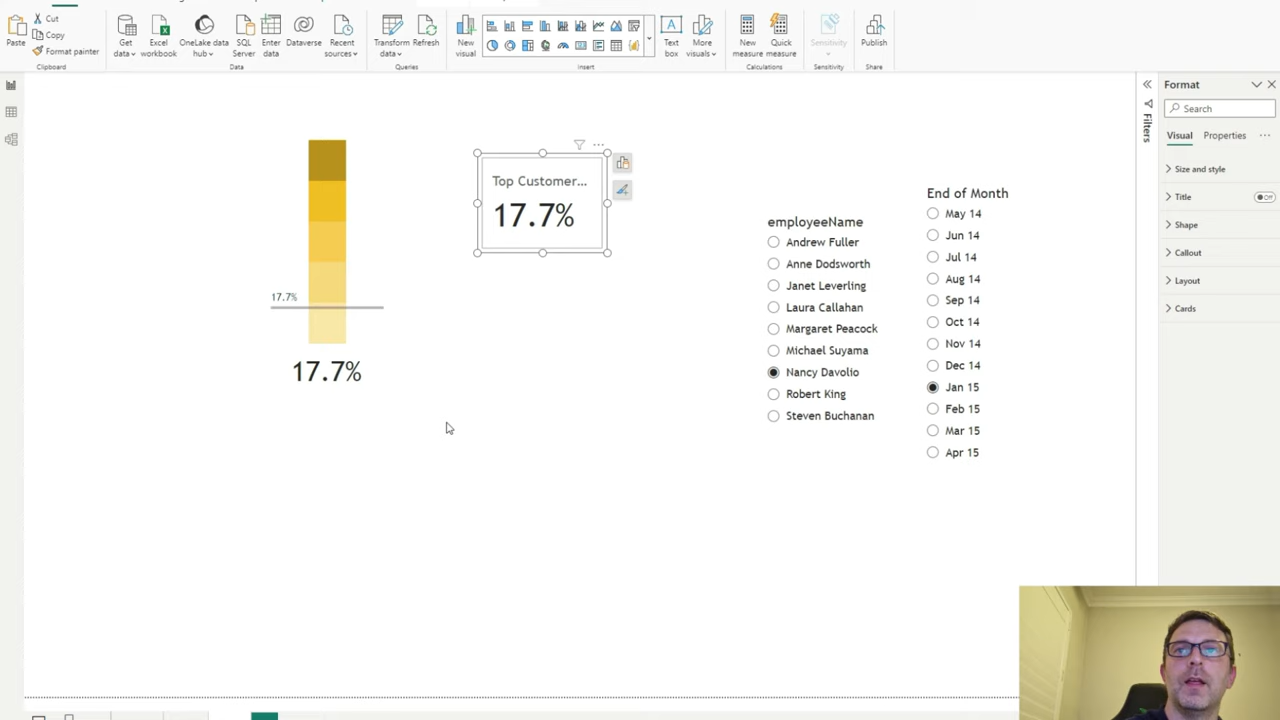 Paste
Cut
Copy
Format painter
Clipboard
Get data
Excel workbook
OneLake data hub
SQL Server
Enter data
Dataverse
Recent sources
Data
Transform data
Refresh
Queries
New visual
Text box
More visuals
Insert
New measure
Quick measure
Calculations
Sensitivity
Sensitivity
Publish
Share
Format
Search
Visual
Properties
Size and style
Title
Off
Shape
Callout
Layout
Cards
Filters
Top Customer...
17.7%
17.7%
17.7%
employeeName
Andrew Fuller
Anne Dodsworth
Janet Leverling
Laura Callahan
Margaret Peacock
Michael Suyama
Nancy Davolio
Robert King
Steven Buchanan
End of Month
May 14
Jun 14
Jul 14
Aug 14
Sep 14
Oct 14
Nov 14
Dec 14
Jan 15
Feb 15
Mar 15
Apr 15